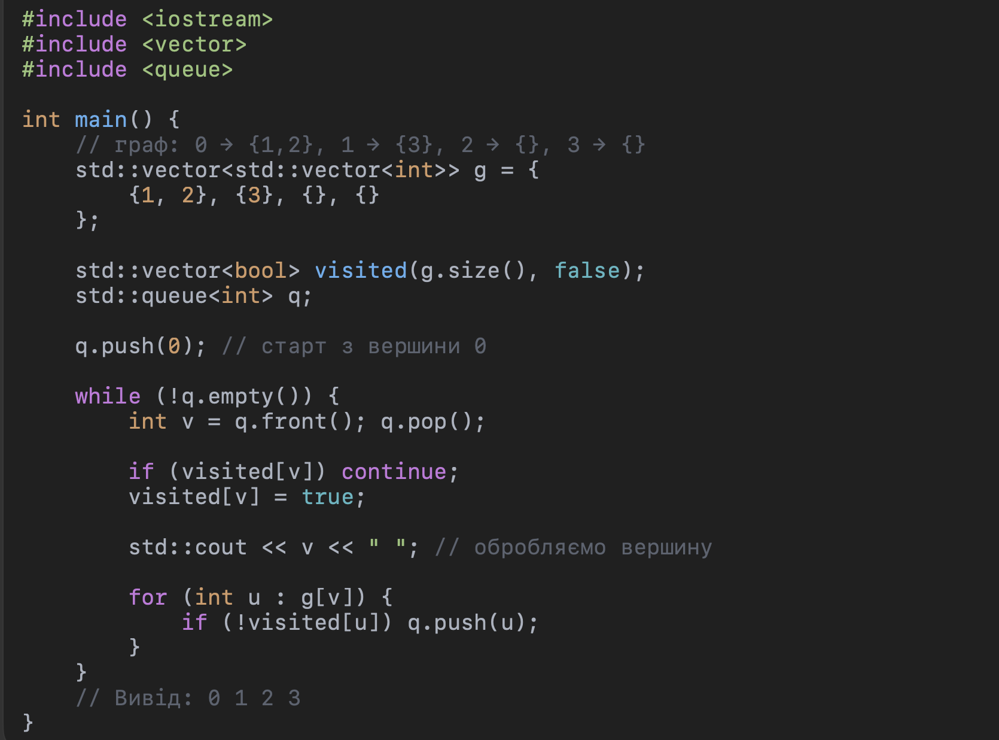 #include <iostream>
#include <vector>
#include <queue>

int main() {
    // граф: 0 → {1,2}, 1 → {3}, 2 → {}, 3 → {}
    std::vector<std::vector<int>> g = {
        {1, 2}, {3}, {}, {}
    };

    std::vector<bool> visited(g.size(), false);
    std::queue<int> q;

    q.push(0); // старт з вершини 0

    while (!q.empty()) {
        int v = q.front(); q.pop();

        if (visited[v]) continue;
        visited[v] = true;

        std::cout << v << " "; // обробляємо вершину

        for (int u : g[v]) {
            if (!visited[u]) q.push(u);
        }
    }
    // Вивід: 0 1 2 3
}